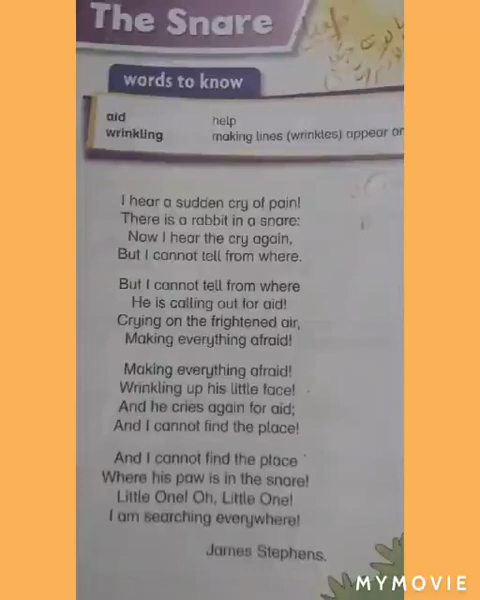 The Snare
words to know
aid help
wrinkling making lines (wrinkles) appear on
I hear a sudden cry of pain!
There is a rabbit in a snare:
Now I hear the cry again,
But I cannot tell from where.
But I cannot tell from where
He is calling out for aid!
Crying on the frightened air,
Making everything afraid!
Making everything afraid!
Wrinkling up his little face!
And he cries again for aid;
And I cannot find the place!
And I cannot find the place
Where his paw is in the snare!
Little One! Oh, Little One!
I am searching everywhere!
James Stephens.
MYMOVIE